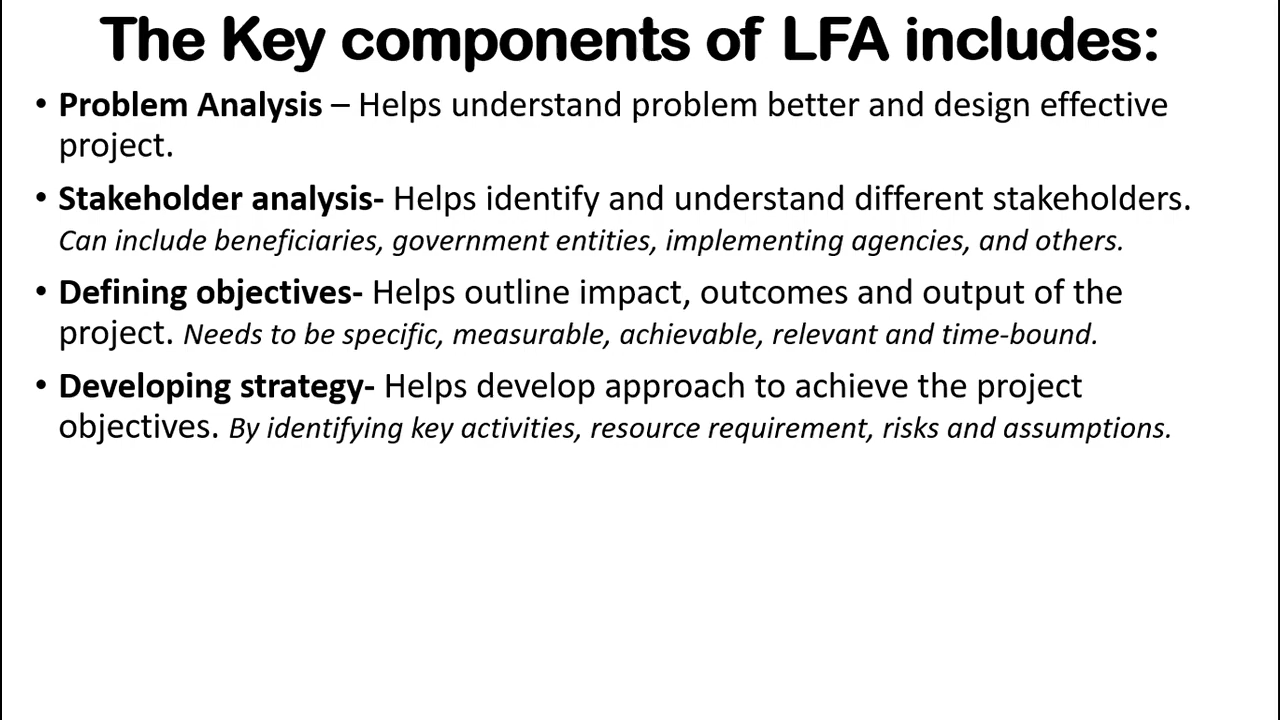 The Key components of LFA includes:
• Problem Analysis – Helps understand problem better and design effective
project.
• Stakeholder analysis- Helps identify and understand different stakeholders.
Can include beneficiaries, government entities, implementing agencies, and others.
• Defining objectives- Helps outline impact, outcomes and output of the
project. Needs to be specific, measurable, achievable, relevant and time-bound.
• Developing strategy- Helps develop approach to achieve the project
objectives. By identifying key activities, resource requirement, risks and assumptions.